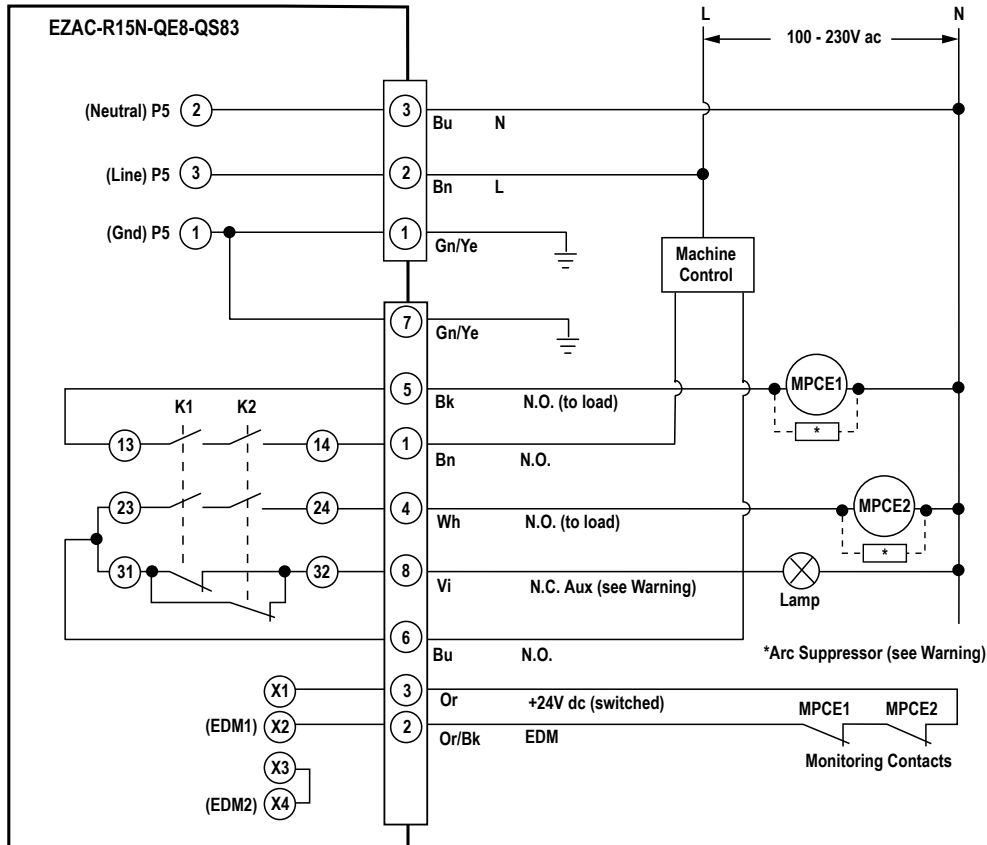 EZAC-R15N-QE8-QS83
L
N
100 - 230V ac
(Neutral) P5 2
3
Bu N
(Line) P5 3
2
Bn L
(Gnd) P5 1
1
Gn/Ye
Machine
Control
7
Gn/Ye
5
Bk N.O. (to load)
MPCE1
*
K1 K2
13
14
1
Bn N.O.
23
24
4
Wh N.O. (to load)
MPCE2
*
31
32
8
Vi N.C. Aux (see Warning)
Lamp
6
Bu N.O.
*Arc Suppressor (see Warning)
X1
3
Or +24V dc (switched)
MPCE1 MPCE2
(EDM1) X2
2
Or/Bk EDM
Monitoring Contacts
X3
(EDM2) X4